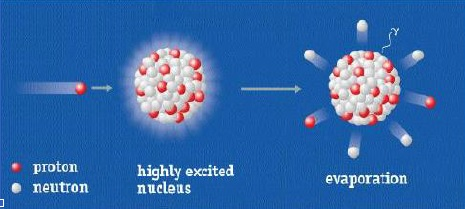 γ
proton
neutron
highly excited
nucleus
evaporation